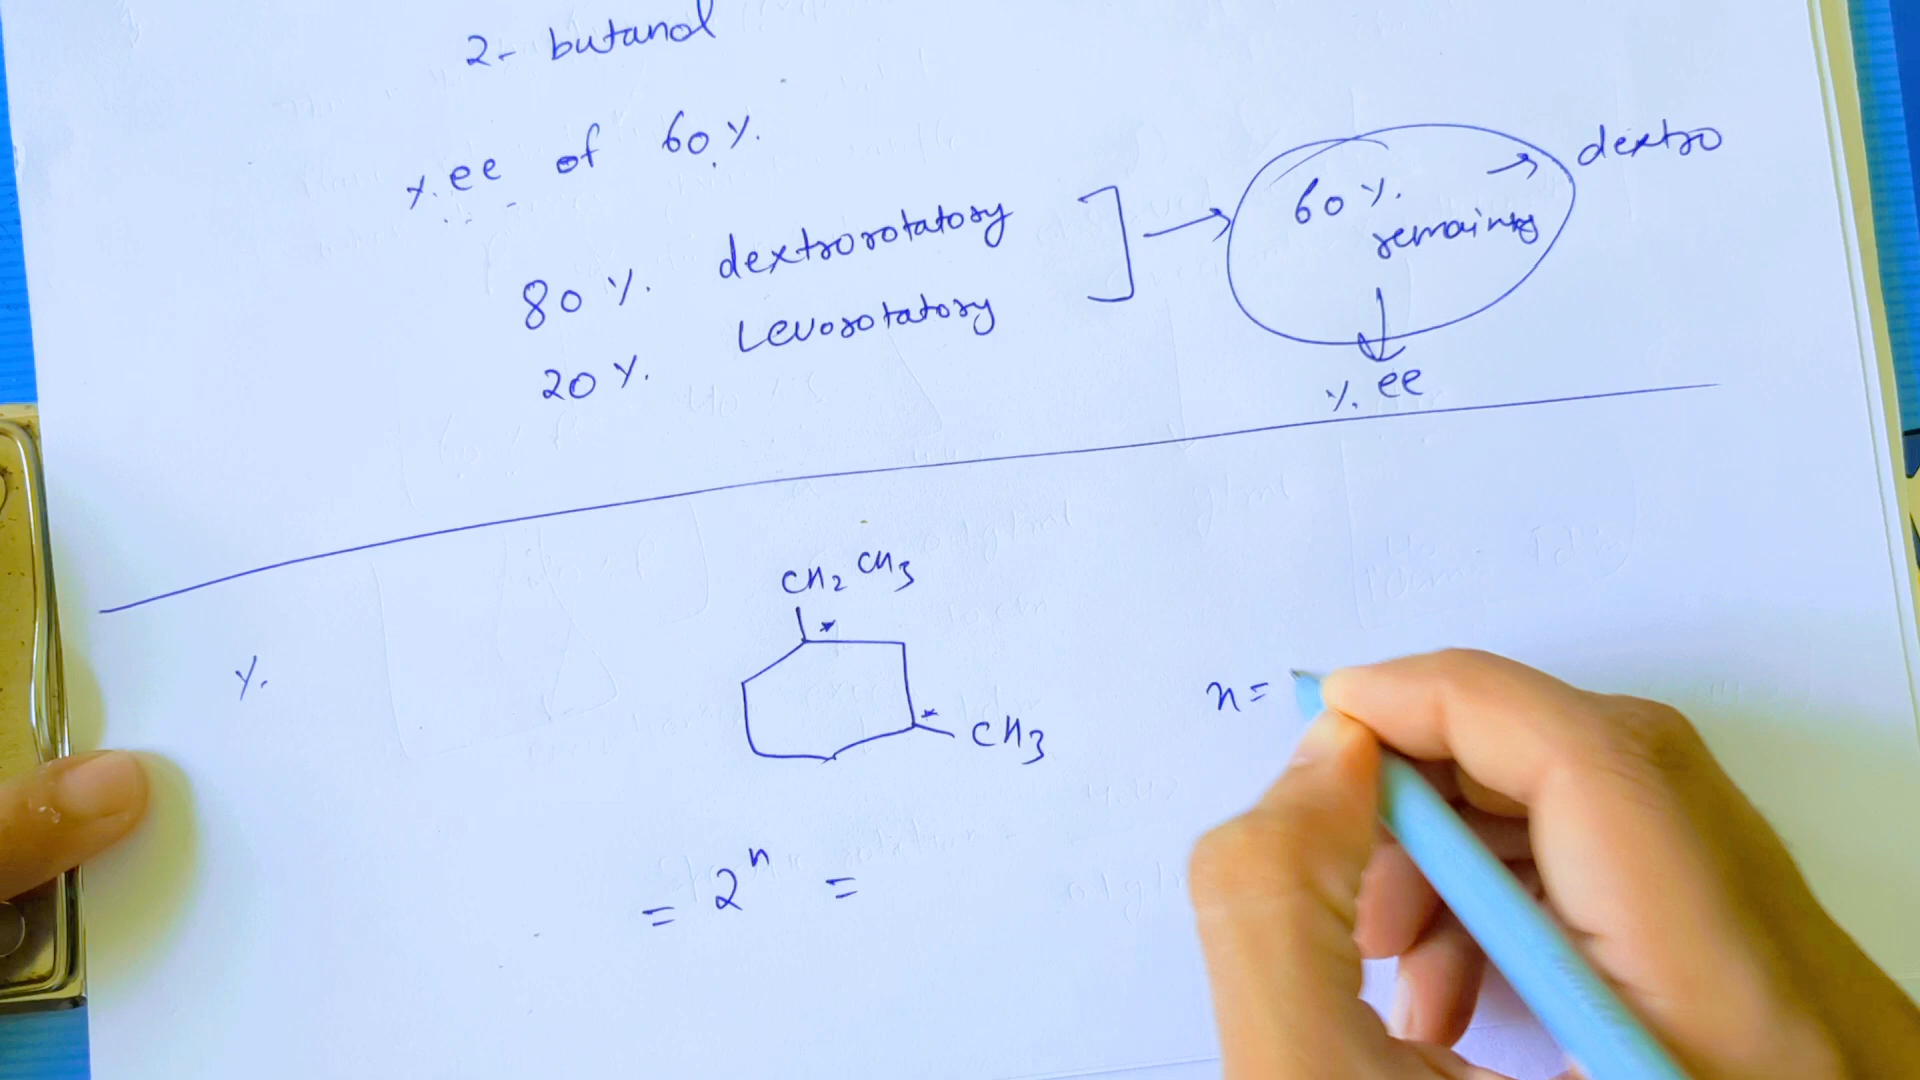 2- butanol
%. ee of 60 %.
80 %. dextrorotatory
20 %. Levorotatory
60 %. → dextro
remaining
%. ee
%.
CH2 CH3
*
*
CH3
n =
= 2^n =